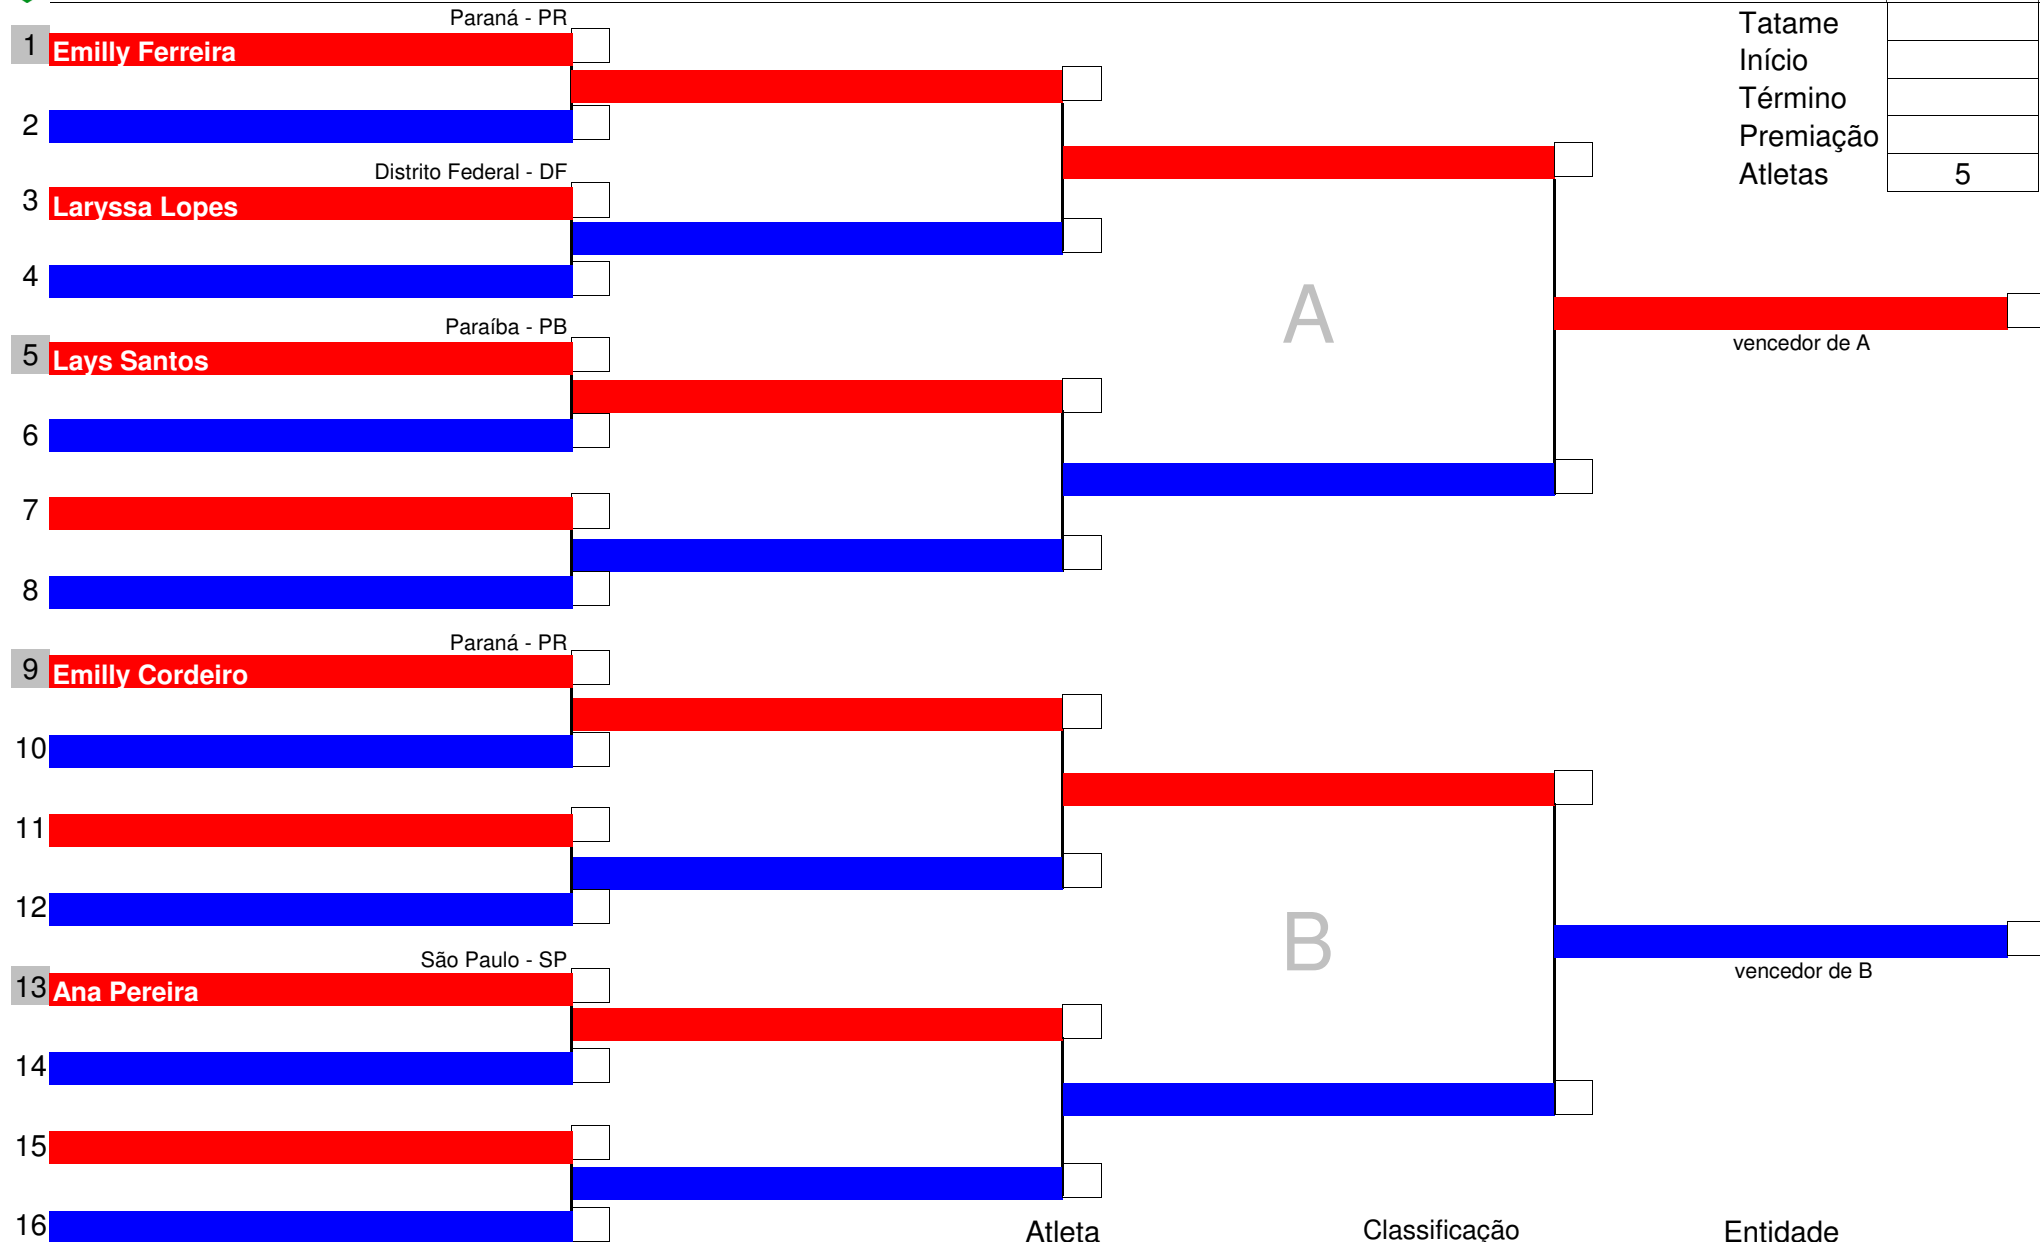 Paraná - PR
1 Emilly Ferreira
2
Distrito Federal - DF
3 Laryssa Lopes
4
Paraíba - PB
5 Lays Santos
6
7
8
Paraná - PR
9 Emilly Cordeiro
10
11
12
São Paulo - SP
13 Ana Pereira
14
15
16
A
B
vencedor de A
vencedor de B
Tatame
Início
Término
Premiação
Atletas 5
Atleta Classificação Entidade